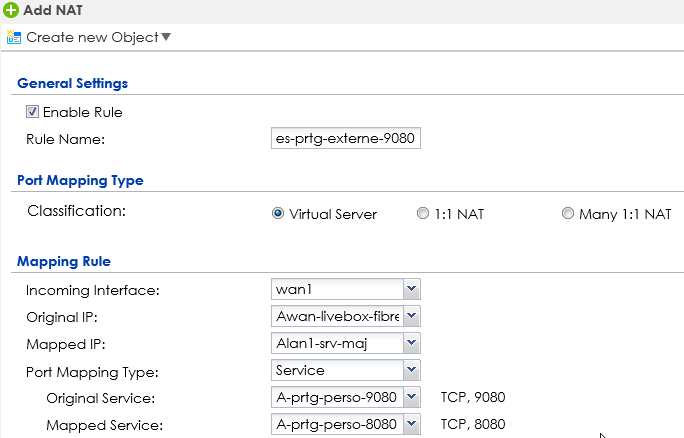 Add NAT
Create new Object
General Settings
Enable Rule
Rule Name: es-prtg-externe-9080
Port Mapping Type
Classification: Virtual Server 1:1 NAT Many 1:1 NAT
Mapping Rule
Incoming Interface: wan1
Original IP: Awan-livebox-fibre
Mapped IP: Alan1-srv-maj
Port Mapping Type: Service
Original Service: A-prtg-perso-9080 TCP, 9080
Mapped Service: A-prtg-perso-8080 TCP, 8080